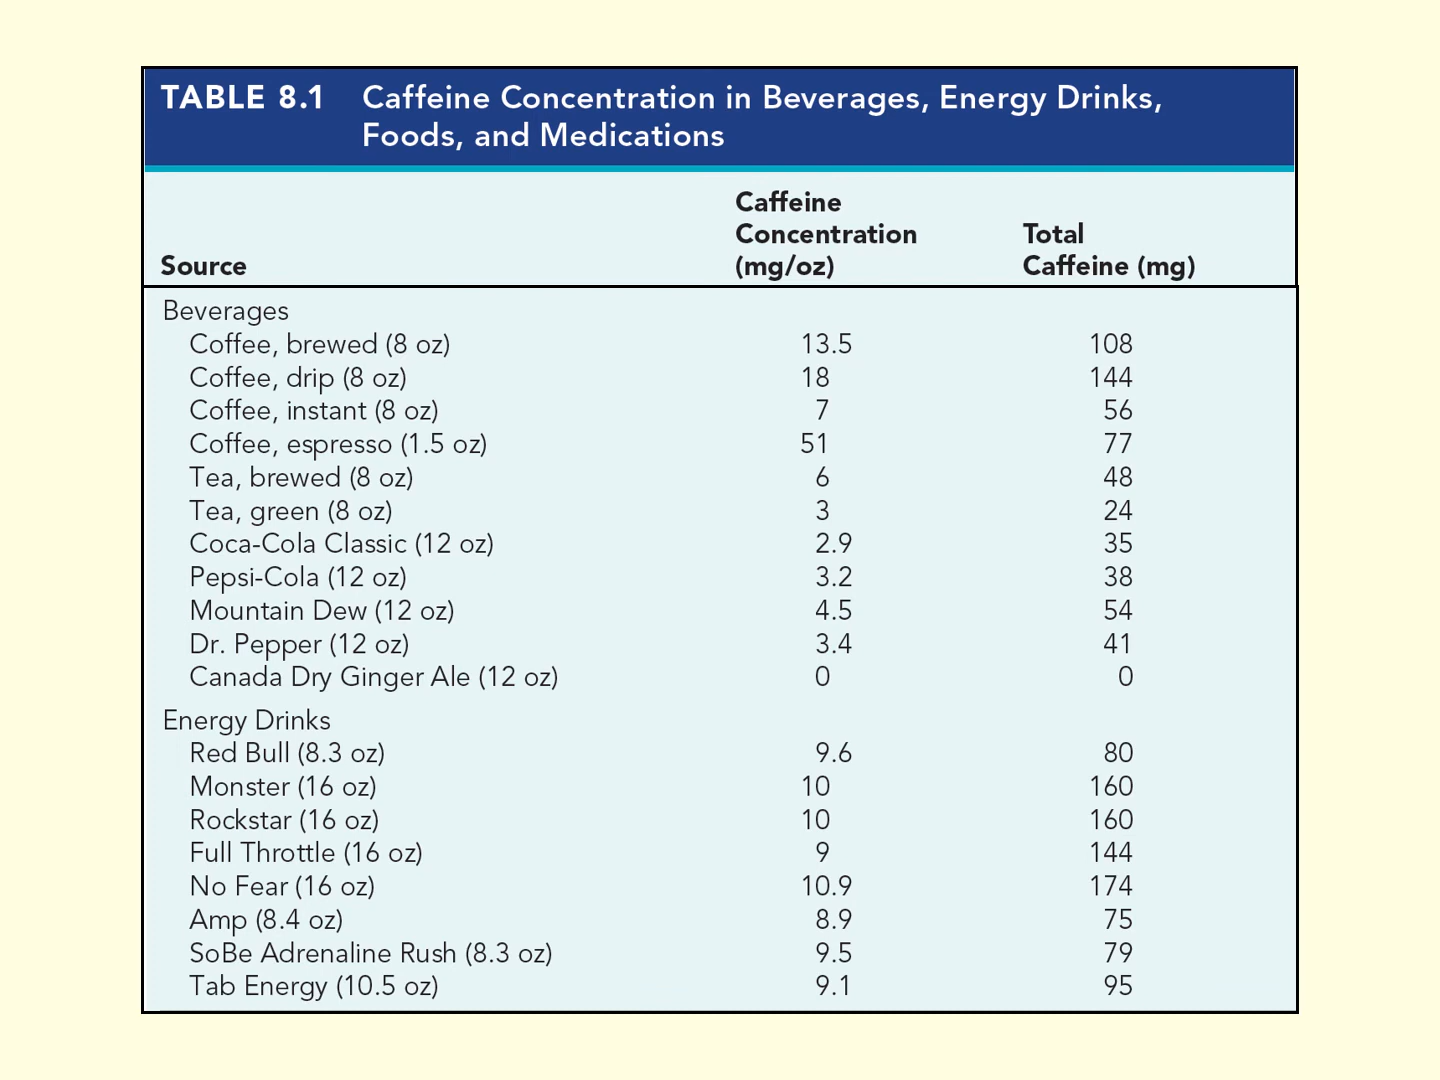 TABLE 8.1 Caffeine Concentration in Beverages, Energy Drinks,
Foods, and Medications
Caffeine
Concentration Total
Source (mg/oz) Caffeine (mg)
Beverages
Coffee, brewed (8 oz) 13.5 108
Coffee, drip (8 oz) 18 144
Coffee, instant (8 oz) 7 56
Coffee, espresso (1.5 oz) 51 77
Tea, brewed (8 oz) 6 48
Tea, green (8 oz) 3 24
Coca-Cola Classic (12 oz) 2.9 35
Pepsi-Cola (12 oz) 3.2 38
Mountain Dew (12 oz) 4.5 54
Dr. Pepper (12 oz) 3.4 41
Canada Dry Ginger Ale (12 oz) 0 0
Energy Drinks
Red Bull (8.3 oz) 9.6 80
Monster (16 oz) 10 160
Rockstar (16 oz) 10 160
Full Throttle (16 oz) 9 144
No Fear (16 oz) 10.9 174
Amp (8.4 oz) 8.9 75
SoBe Adrenaline Rush (8.3 oz) 9.5 79
Tab Energy (10.5 oz) 9.1 95